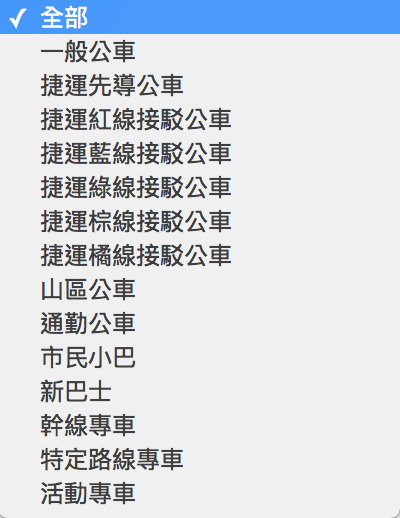 ✓ 全部
一般公車
捷運先導公車
捷運紅線接駁公車
捷運藍線接駁公車
捷運綠線接駁公車
捷運棕線接駁公車
捷運橘線接駁公車
山區公車
通勤公車
市民小巴
新巴士
幹線專車
特定路線專車
活動專車